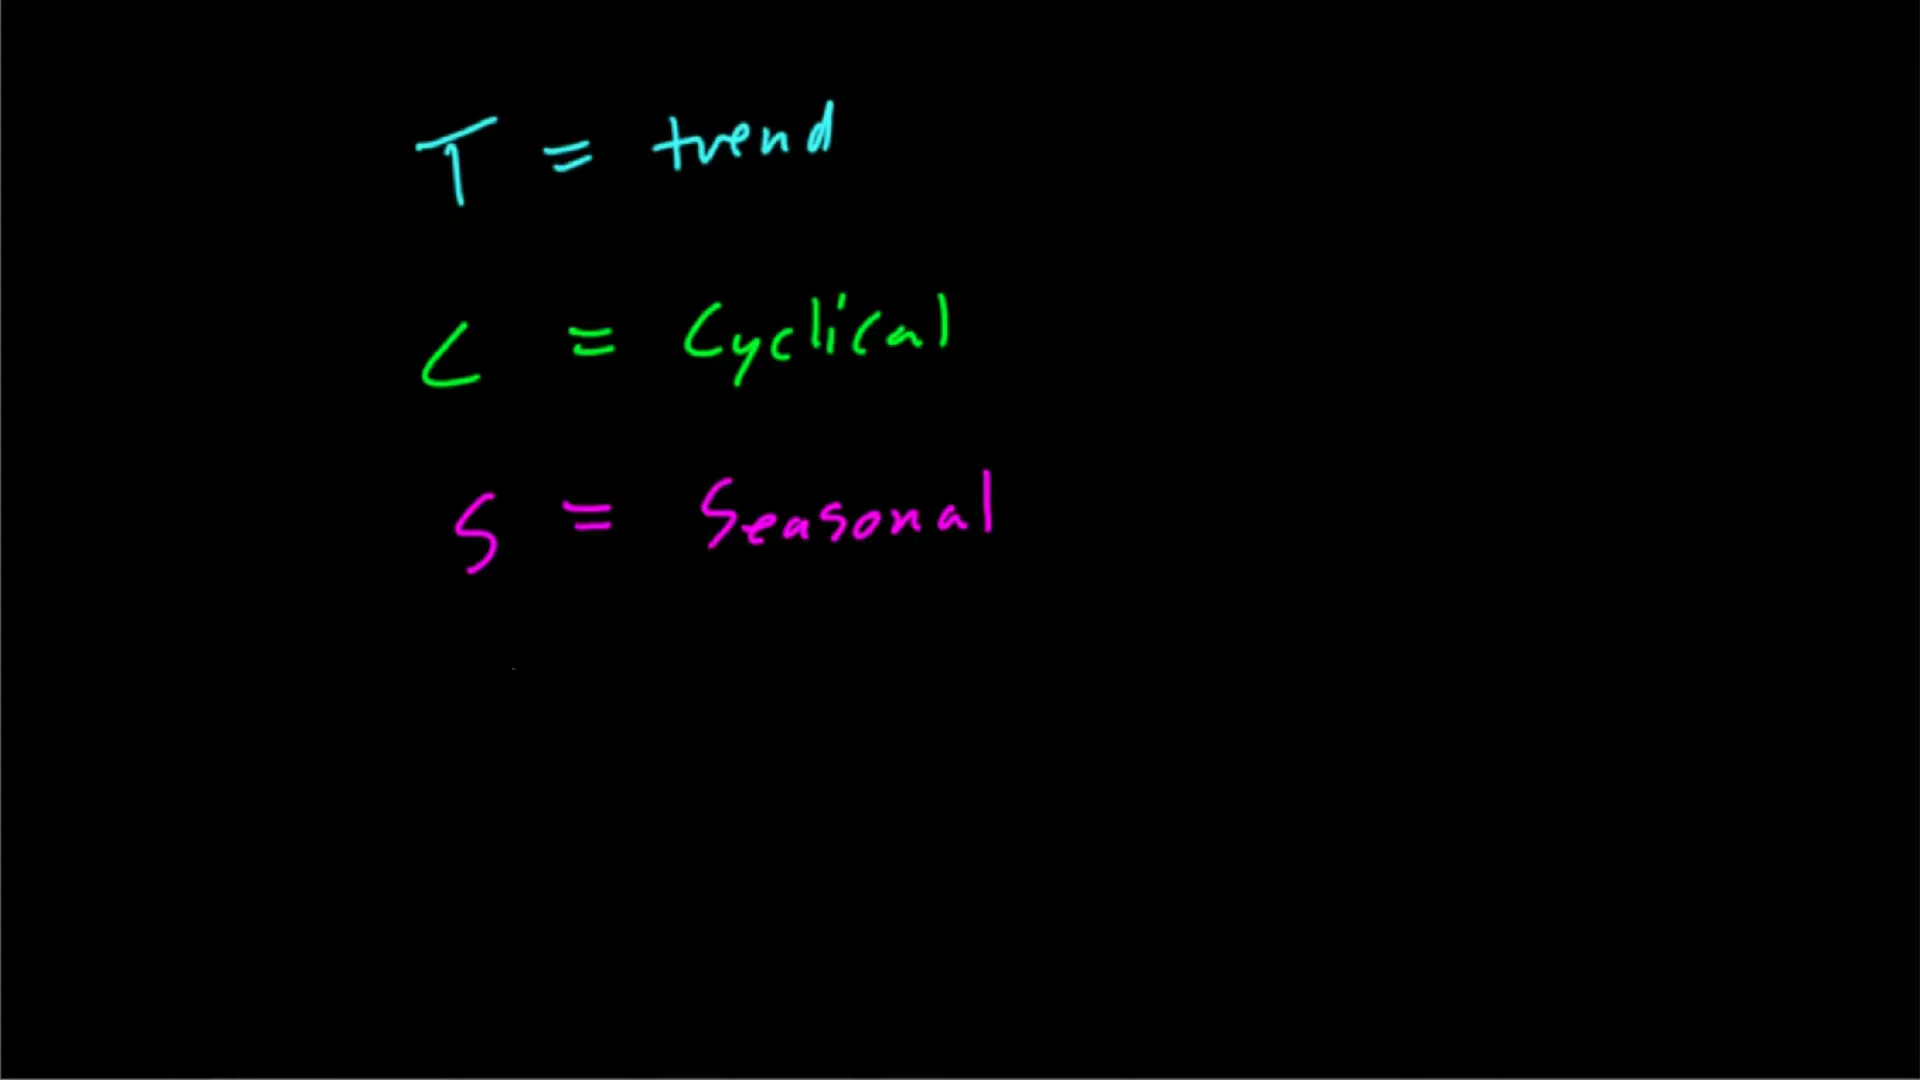 T = trend
C = Cyclical
S = Seasonal